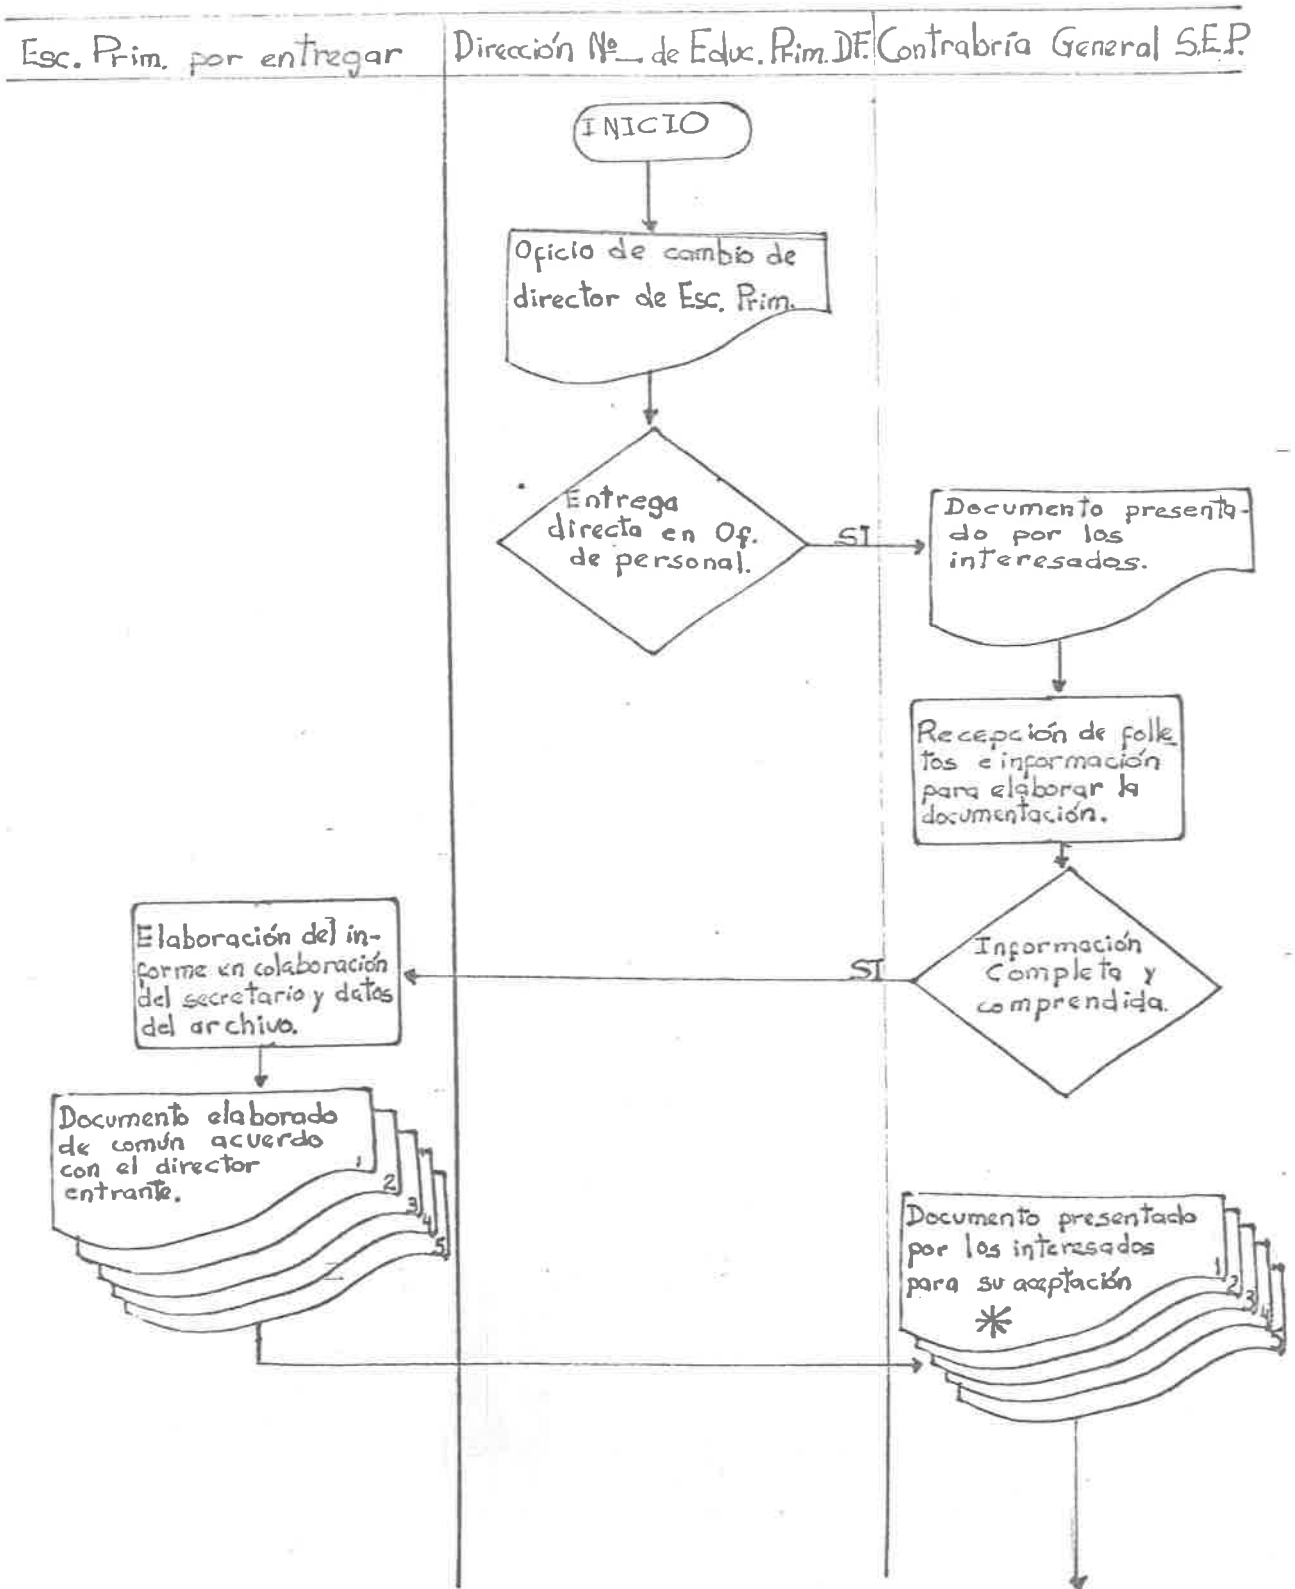 Esc. Prim. por entregar
Dirección Nº_ de Educ. Prim. DF.
Contrabría General S.E.P.
INICIO
Oficio de cambio de
director de Esc. Prim.
Entrega
directa en Of.
de personal.
SI
Documento presenta-
do por los
interesados.
Recepción de folle
tos e información
para elaborar la
documentación.
Información
Completa y
comprendida.
SI
Elaboración del in-
forme en colaboración
del secretario y datos
del archivo.
Documento elaborado
de común acuerdo
con el director
entrante.
1
2
3
4
5
Documento presentado
por los interesados
para su aceptación
*
1
2
3
4
5